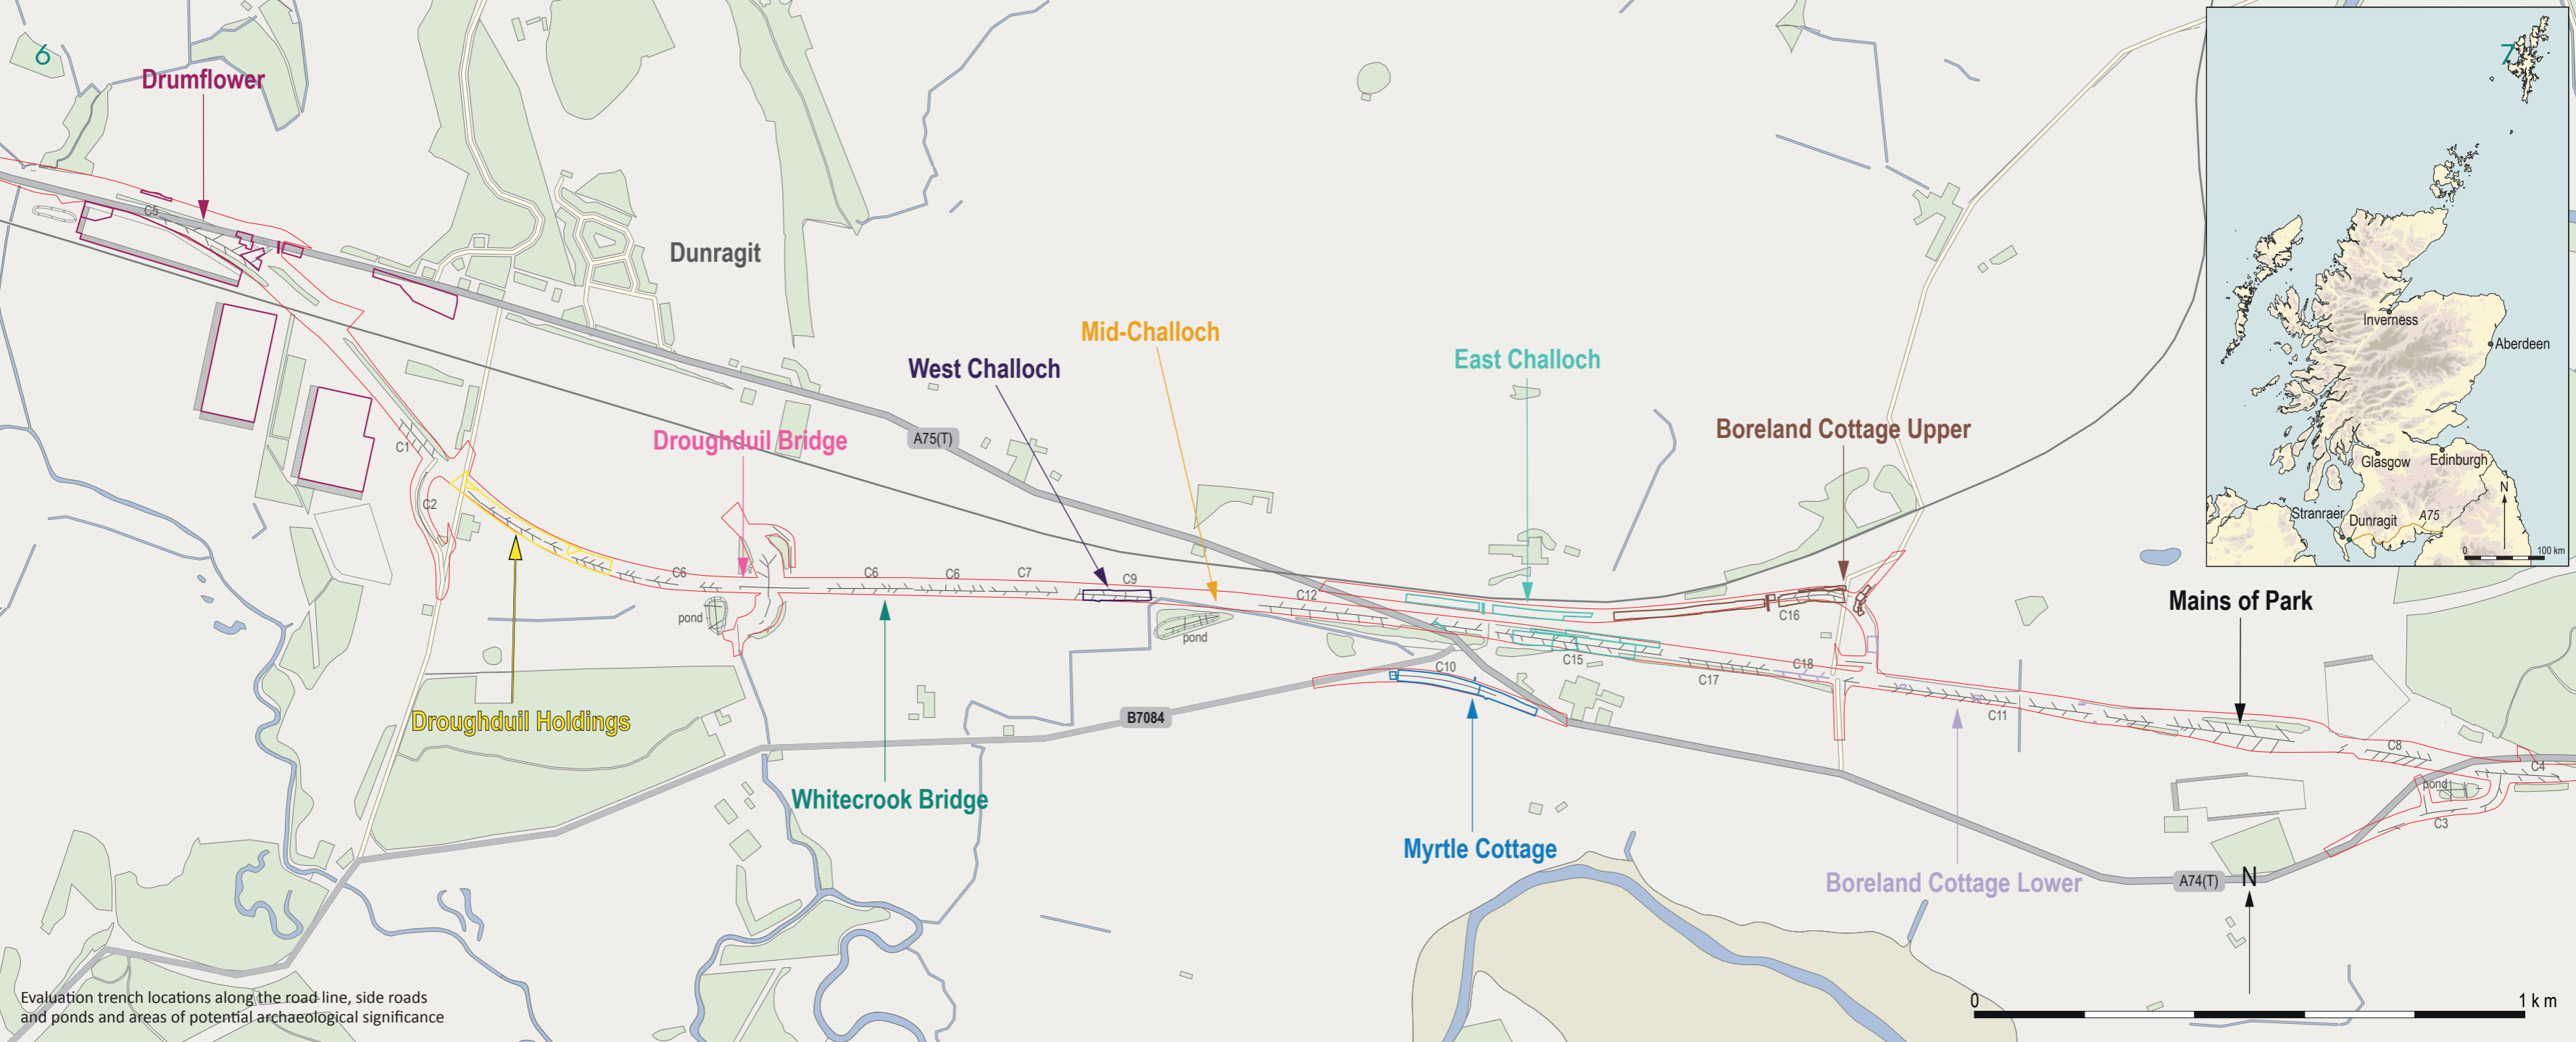 6
7
Drumflower
C5
Dunragit
Inverness
Aberdeen
Glasgow
Edinburgh
Stranraer
Dunragit
A75
N
0
100 km
Mid-Challoch
West Challoch
East Challoch
Boreland Cottage Upper
Droughduil Bridge
A75(T)
C1
C2
C6
C6
C6
C7
C9
C12
C16
pond
pond
C15
C10
C18
C17
Mains of Park
C11
C8
C4
pond
C3
Droughduil Holdings
B7084
Whitecrook Bridge
Myrtle Cottage
Boreland Cottage Lower
A74(T)
N
Evaluation trench locations along the road line, side roads
and ponds and areas of potential archaeological significance
0
1 km